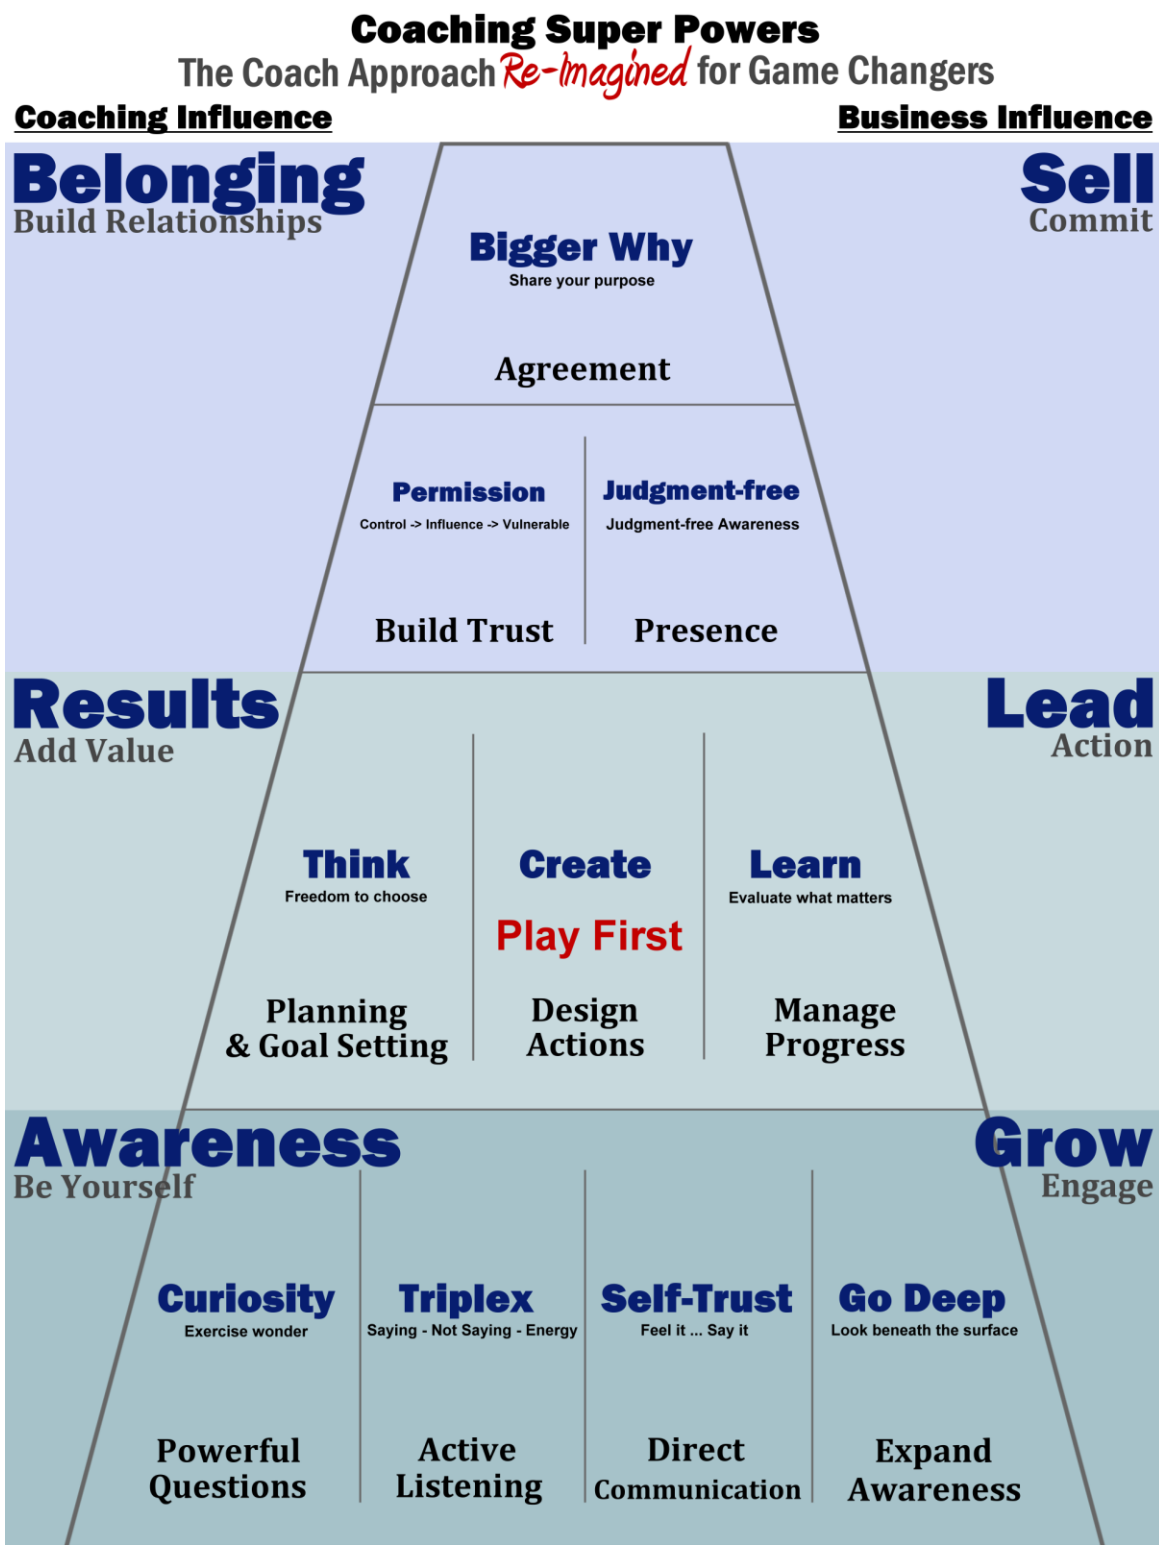 Coaching Super Powers
The Coach Approach Re-Imagined for Game Changers
Coaching Influence
Business Influence
Belonging
Build Relationships
Sell
Commit
Bigger Why
Share your purpose
Agreement
Permission
Control -> Influence -> Vulnerable
Build Trust
Judgment-free
Judgment-free Awareness
Presence
Results
Add Value
Lead
Action
Think
Freedom to choose
Planning
& Goal Setting
Create
Play First
Design
Actions
Learn
Evaluate what matters
Manage
Progress
Awareness
Be Yourself
Grow
Engage
Curiosity
Exercise wonder
Powerful
Questions
Triplex
Saying - Not Saying - Energy
Active
Listening
Self-Trust
Feel it ... Say it
Direct
Communication
Go Deep
Look beneath the surface
Expand
Awareness